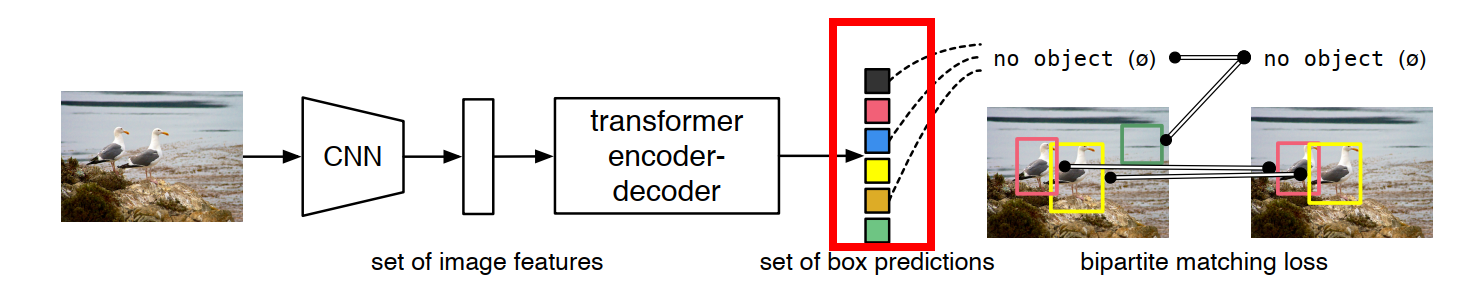 no object (ø)
no object (ø)
CNN
transformer
encoder-
decoder
set of image features
set of box predictions
bipartite matching loss